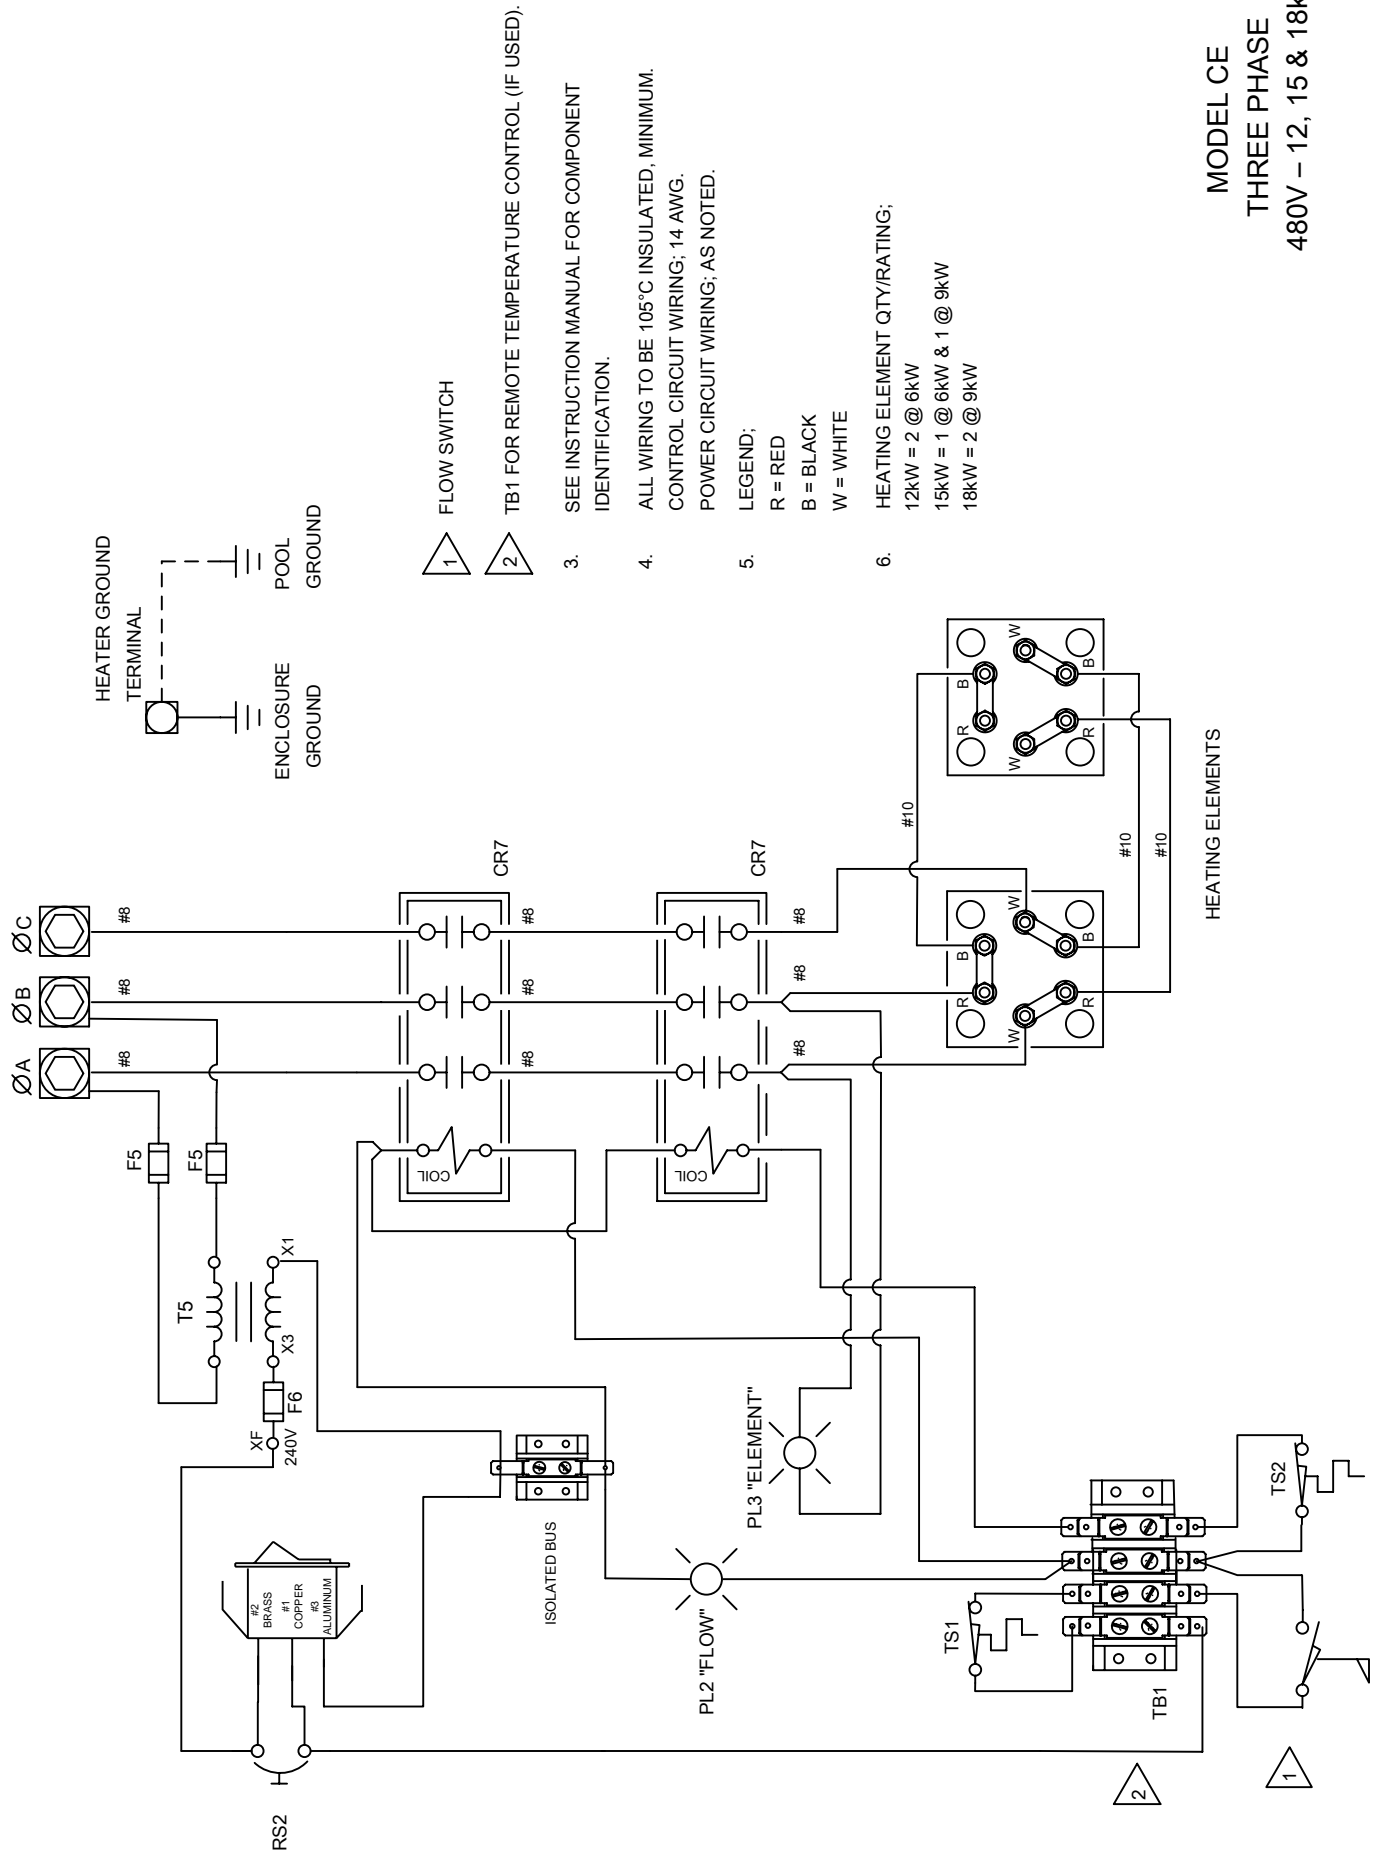 MODEL CE
THREE PHASE
480V – 12, 15 & 18k
HEATER GROUND
TERMINAL
ENCLOSURE
GROUND
POOL
GROUND
1
FLOW SWITCH
2
TB1 FOR REMOTE TEMPERATURE CONTROL (IF USED).
3.
SEE INSTRUCTION MANUAL FOR COMPONENT
IDENTIFICATION.
4.
ALL WIRING TO BE 105°C INSULATED, MINIMUM.
CONTROL CIRCUIT WIRING; 14 AWG.
POWER CIRCUIT WIRING; AS NOTED.
5.
LEGEND;
R = RED
B = BLACK
W = WHITE
6.
HEATING ELEMENT QTY/RATING;
12kW = 2 @ 6kW
15kW = 1 @ 6kW & 1 @ 9kW
18kW = 2 @ 9kW
ØA
ØB
ØC
#8
#8
#8
F5
F5
T5
X1
X3
F6
XF
240V
CR7
COIL
#8
#8
#8
CR7
COIL
#8
#8
#8
RS2
#2
BRASS
#1
COPPER
#3
ALUMINUM
ISOLATED BUS
PL2 "FLOW"
PL3 "ELEMENT"
TS1
TB1
TS2
2
1
R
B
W
W
R
B
R
B
W
W
R
B
#10
#10
#10
HEATING ELEMENTS